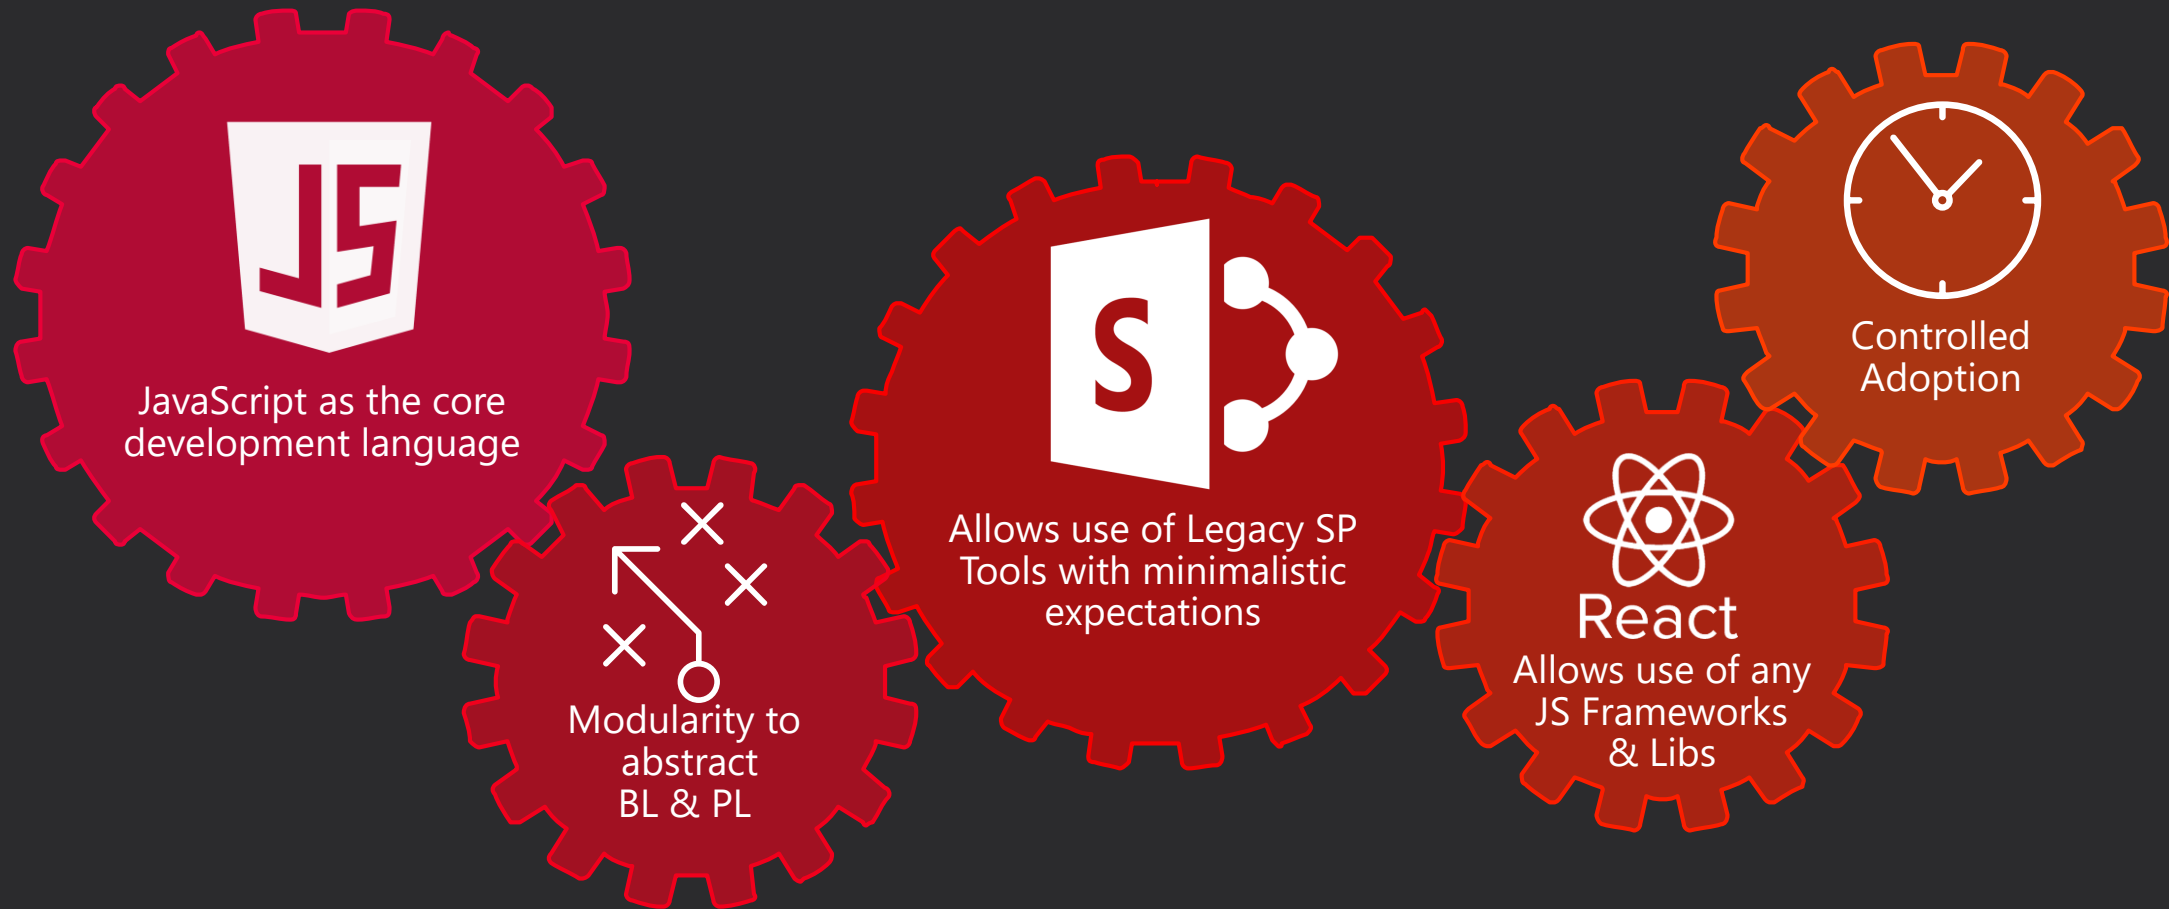 JS
JavaScript as the core
development language
Modularity to
abstract
BL & PL
S
Allows use of Legacy SP
Tools with minimalistic
expectations
React
Allows use of any
JS Frameworks
& Libs
Controlled
Adoption